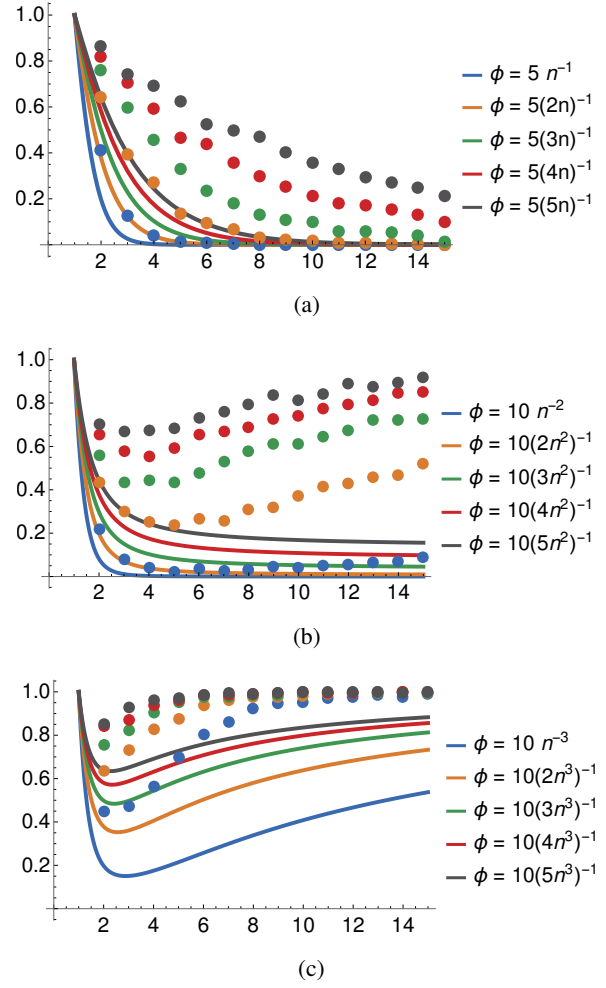 1.0
0.8
0.6
0.4
0.2
2 4 6 8 10 12 14
ϕ = 5 n⁻¹
ϕ = 5(2n)⁻¹
ϕ = 5(3n)⁻¹
ϕ = 5(4n)⁻¹
ϕ = 5(5n)⁻¹
(a)
1.0
0.8
0.6
0.4
0.2
2 4 6 8 10 12 14
ϕ = 10 n⁻²
ϕ = 10(2n²)⁻¹
ϕ = 10(3n²)⁻¹
ϕ = 10(4n²)⁻¹
ϕ = 10(5n²)⁻¹
(b)
1.0
0.8
0.6
0.4
0.2
2 4 6 8 10 12 14
ϕ = 10 n⁻³
ϕ = 10(2n³)⁻¹
ϕ = 10(3n³)⁻¹
ϕ = 10(4n³)⁻¹
ϕ = 10(5n³)⁻¹
(c)